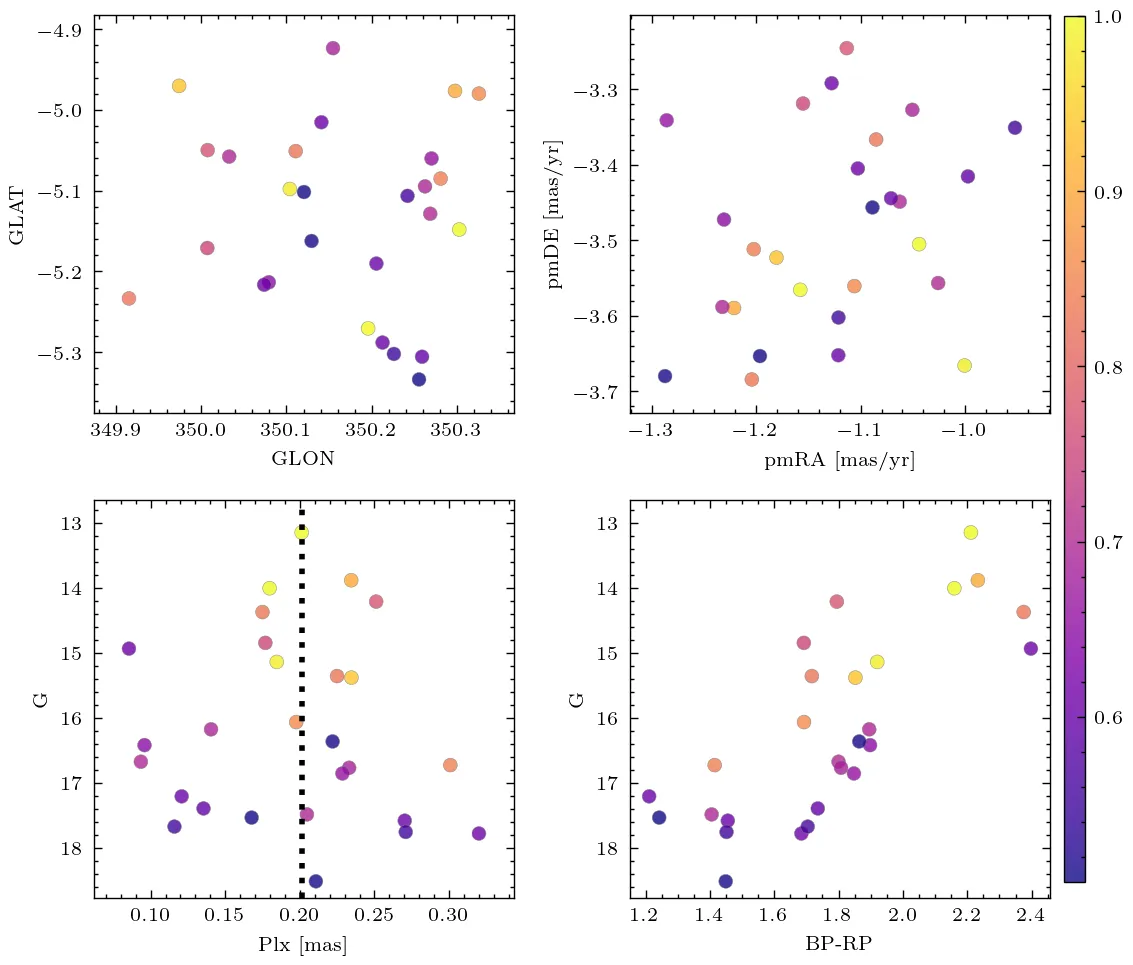 −4.9
−5.0
−5.1
−5.2
−5.3
GLAT
349.9 350.0 350.1 350.2 350.3
GLON
−3.3
−3.4
−3.5
−3.6
−3.7
pmDE [mas/yr]
−1.3 −1.2 −1.1 −1.0
pmRA [mas/yr]
1.0
0.9
0.8
0.7
0.6
13
14
15
16
17
18
G
0.10 0.15 0.20 0.25 0.30
Plx [mas]
13
14
15
16
17
18
G
1.2 1.4 1.6 1.8 2.0 2.2 2.4
BP-RP